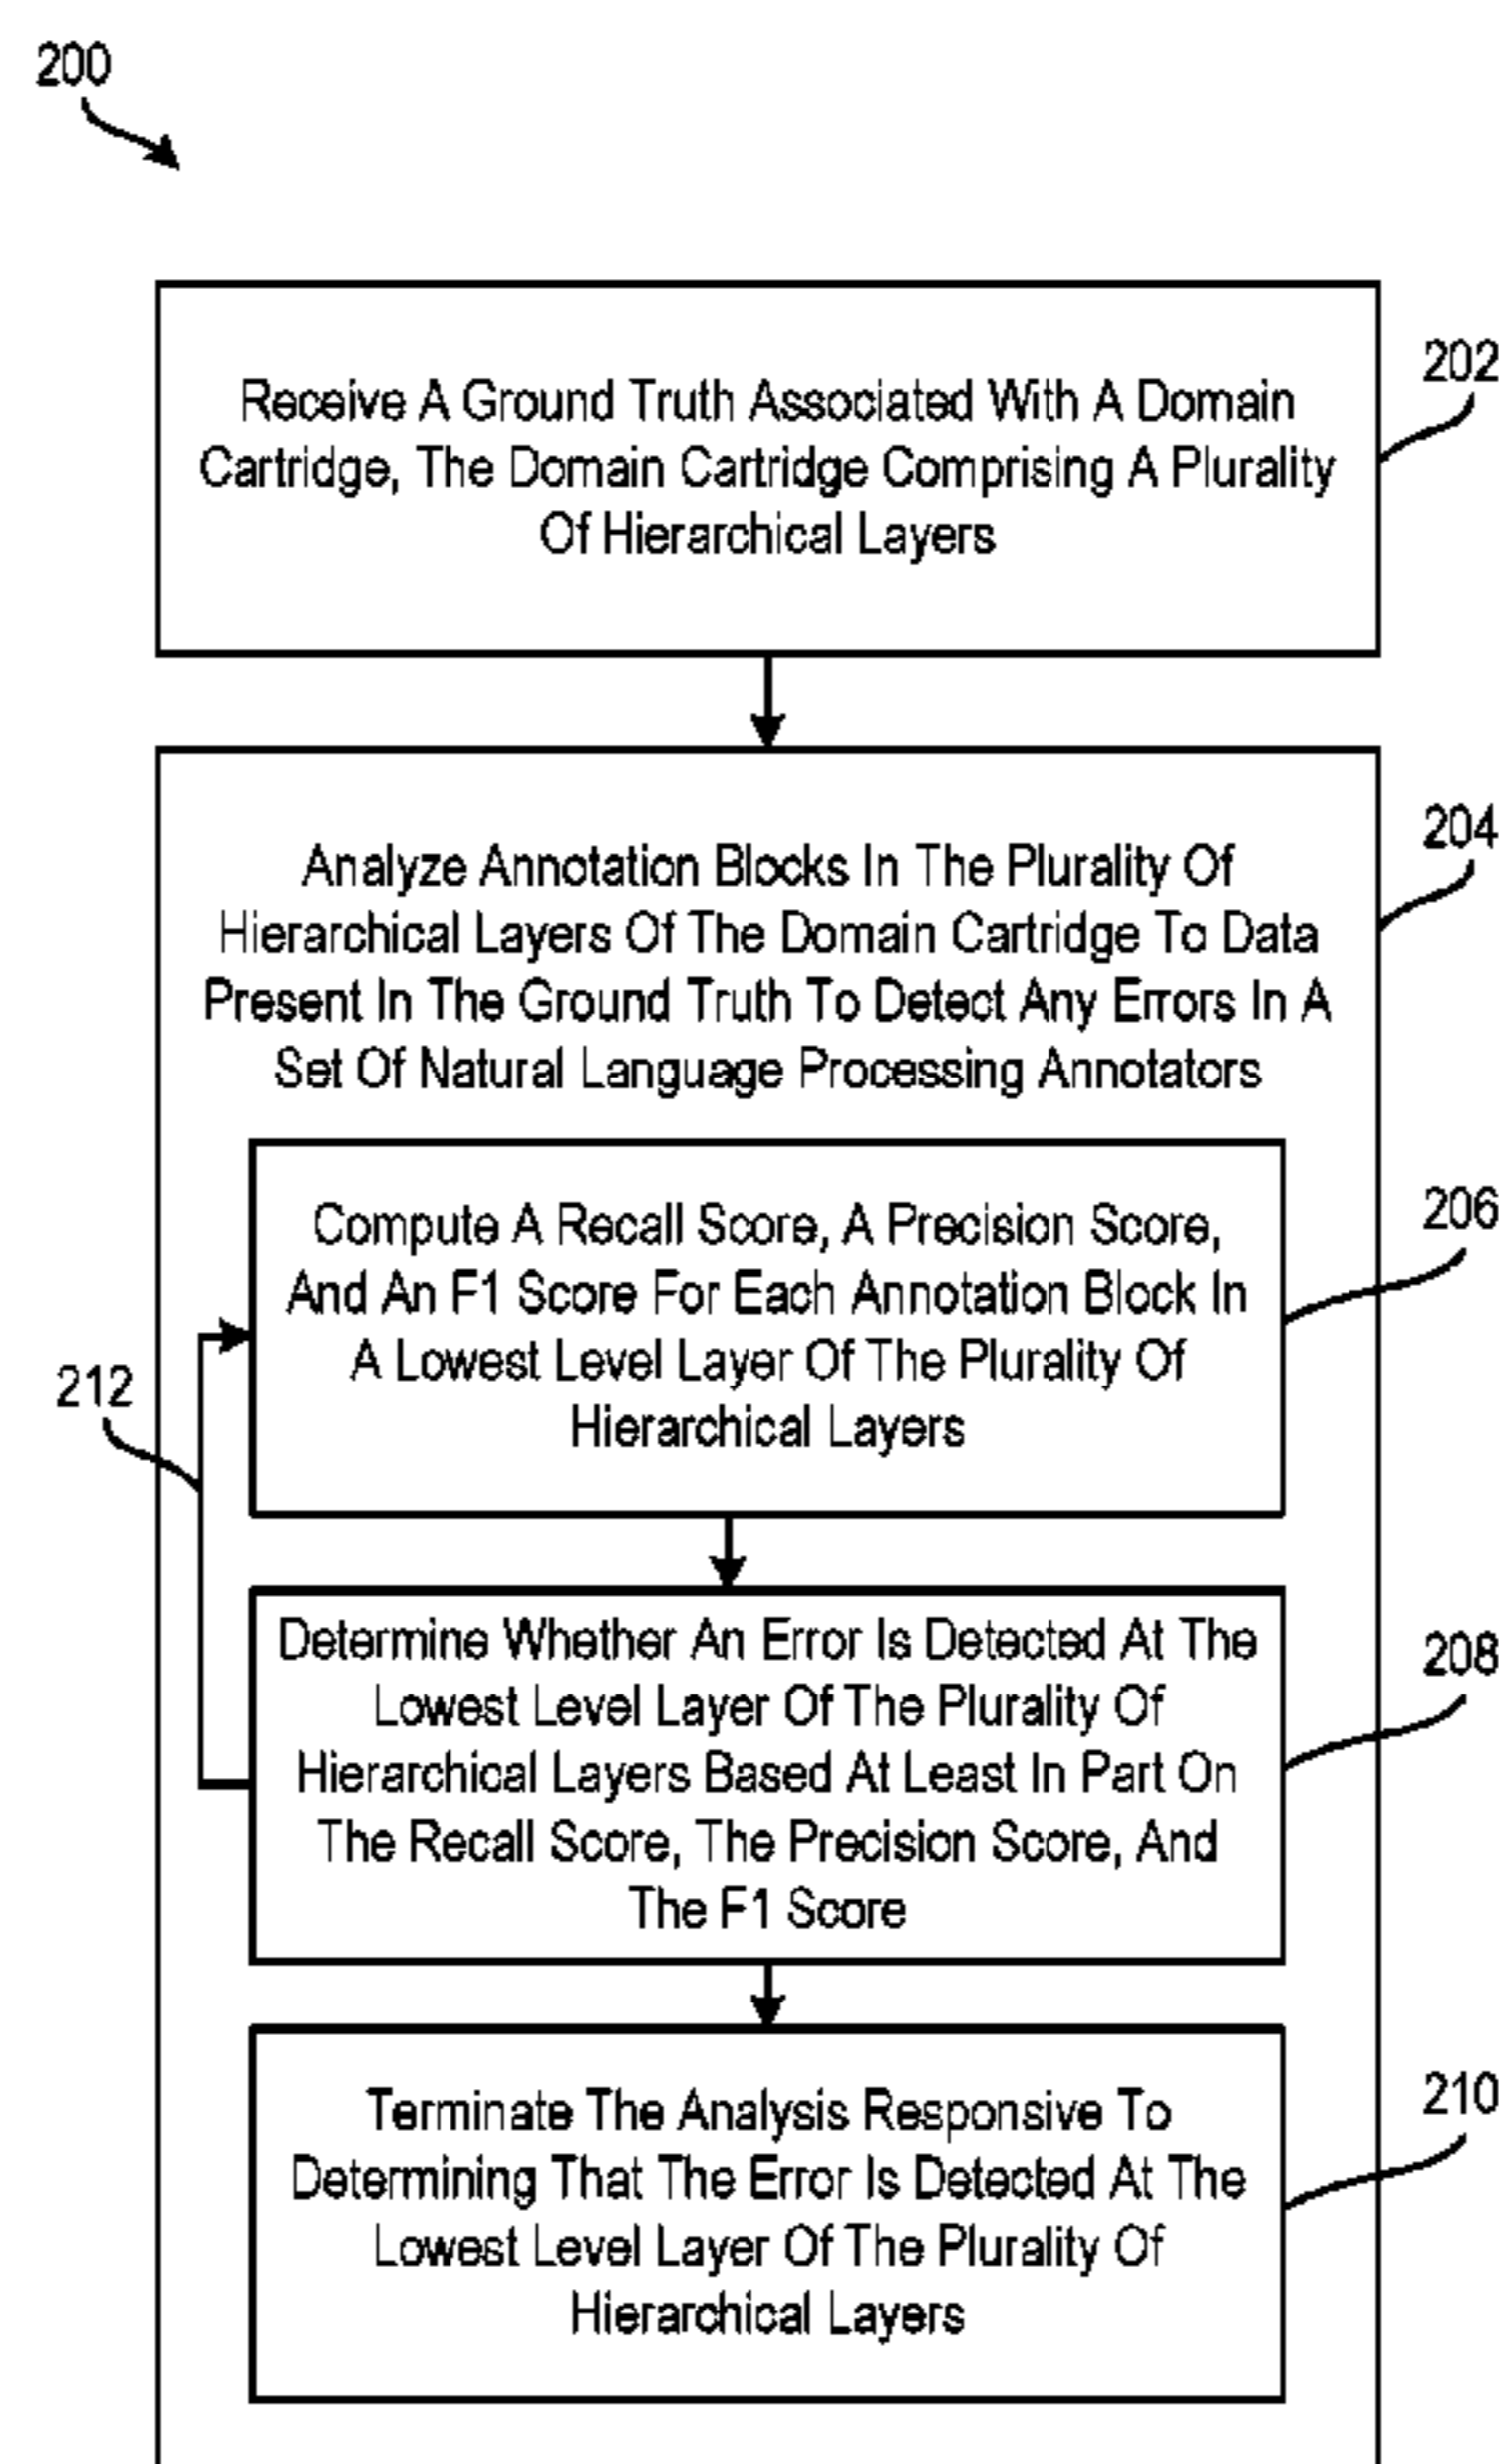 200
Receive A Ground Truth Associated With A Domain
Cartridge, The Domain Cartridge Comprising A Plurality
Of Hierarchical Layers
202
Analyze Annotation Blocks In The Plurality Of
Hierarchical Layers Of The Domain Cartridge To Data
Present In The Ground Truth To Detect Any Errors In A
Set Of Natural Language Processing Annotators
204
Compute A Recall Score, A Precision Score,
And An F1 Score For Each Annotation Block In
A Lowest Level Layer Of The Plurality Of
Hierarchical Layers
206
212
Determine Whether An Error Is Detected At The
Lowest Level Layer Of The Plurality Of
Hierarchical Layers Based At Least In Part On
The Recall Score, The Precision Score, And
The F1 Score
208
Terminate The Analysis Responsive To
Determining That The Error Is Detected At The
Lowest Level Layer Of The Plurality Of
Hierarchical Layers
210